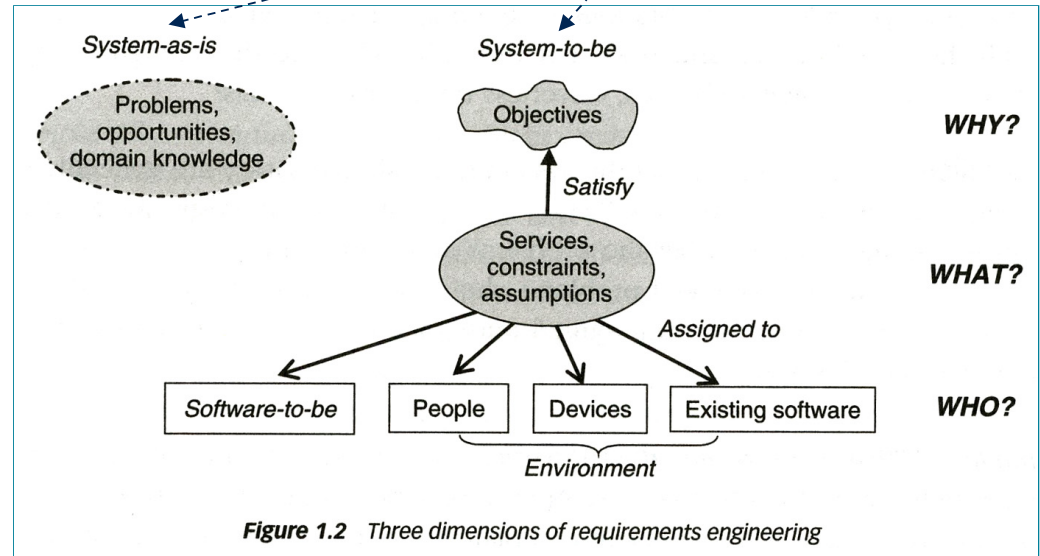 System-as-is
System-to-be
Problems,
opportunities,
domain knowledge
Objectives
WHY?
Satisfy
Services,
constraints,
assumptions
WHAT?
Assigned to
Software-to-be
People
Devices
Existing software
WHO?
Environment
Figure 1.2 Three dimensions of requirements engineering